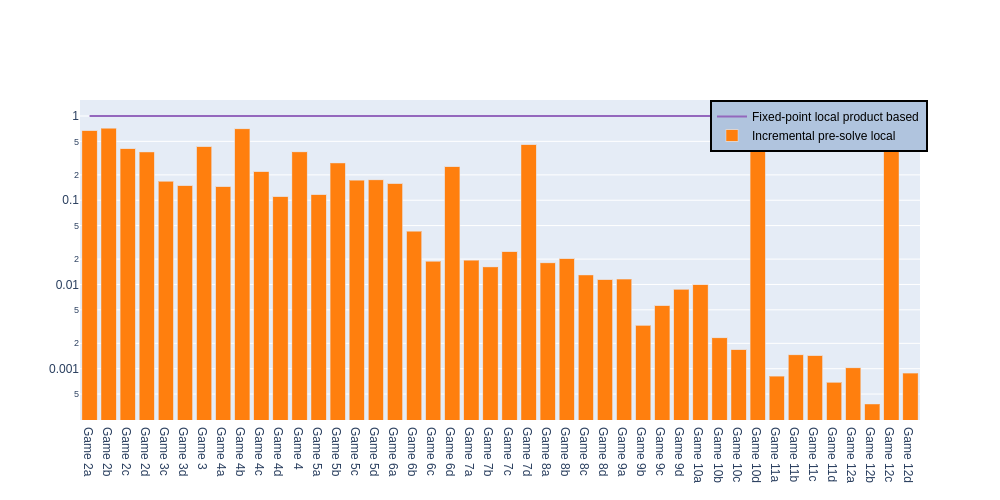 Fixed-point local product based
Incremental pre-solve local
1
5
2
0.1
5
2
0.01
5
2
0.001
5
Game 2a
Game 2b
Game 2c
Game 2d
Game 3c
Game 3d
Game 3
Game 4a
Game 4b
Game 4c
Game 4d
Game 4
Game 5a
Game 5b
Game 5c
Game 5d
Game 6a
Game 6b
Game 6c
Game 6d
Game 7a
Game 7b
Game 7c
Game 7d
Game 8a
Game 8b
Game 8c
Game 8d
Game 9a
Game 9b
Game 9c
Game 9d
Game 10a
Game 10b
Game 10c
Game 10d
Game 11a
Game 11b
Game 11c
Game 11d
Game 12a
Game 12b
Game 12c
Game 12d